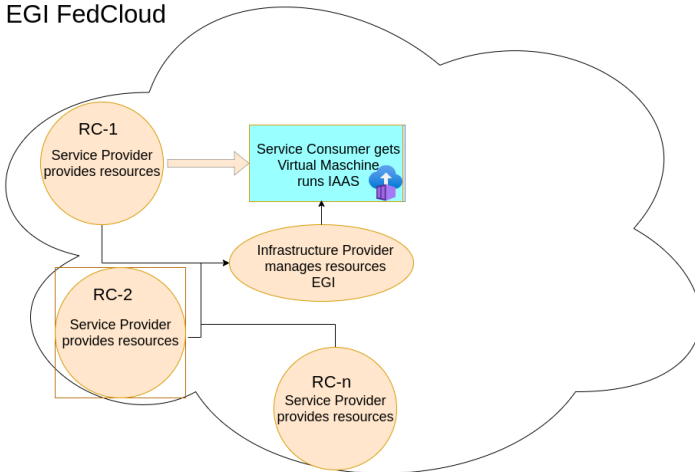 EGI FedCloud
RC-1
Service Provider
provides resources
Service Consumer gets
Virtual Maschine
runs IAAS
Infrastructure Provider
manages resources
EGI
RC-2
Service Provider
provides resources
RC-n
Service Provider
provides resources